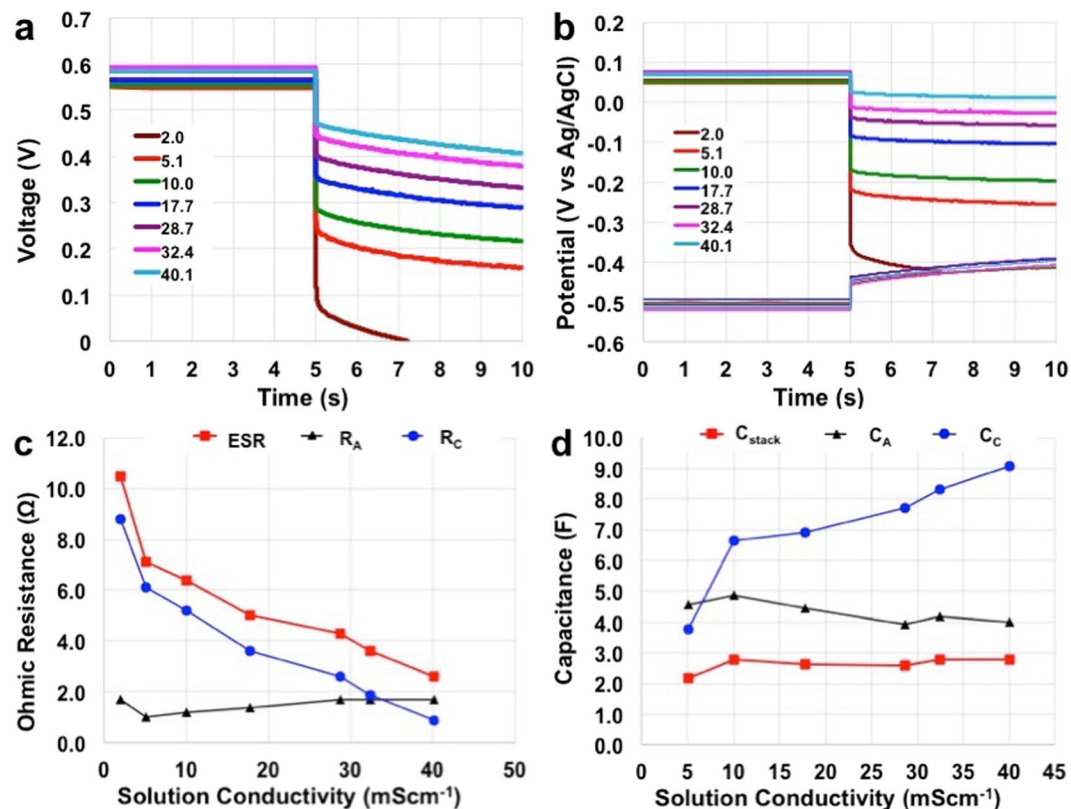 a
0.7
0.6
0.5
0.4
0.3
0.2
0.1
0
Voltage (V)
2.0
5.1
10.0
17.7
28.7
32.4
40.1
0 1 2 3 4 5 6 7 8 9 10
Time (s)
b
0.2
0.1
0.0
-0.1
-0.2
-0.3
-0.4
-0.5
-0.6
Potential (V vs Ag/AgCl)
2.0
5.1
10.0
17.7
28.7
32.4
40.1
0 1 2 3 4 5 6 7 8 9 10
Time (s)
c
ESR R_A R_C
12.0
10.0
8.0
6.0
4.0
2.0
0.0
Ohmic Resistance (Ω)
0 10 20 30 40 50
Solution Conductivity (mScm⁻¹)
d
C_stack C_A C_C
10.0
9.0
8.0
7.0
6.0
5.0
4.0
3.0
2.0
1.0
0.0
Capacitance (F)
0 5 10 15 20 25 30 35 40 45
Solution Conductivity (mScm⁻¹)